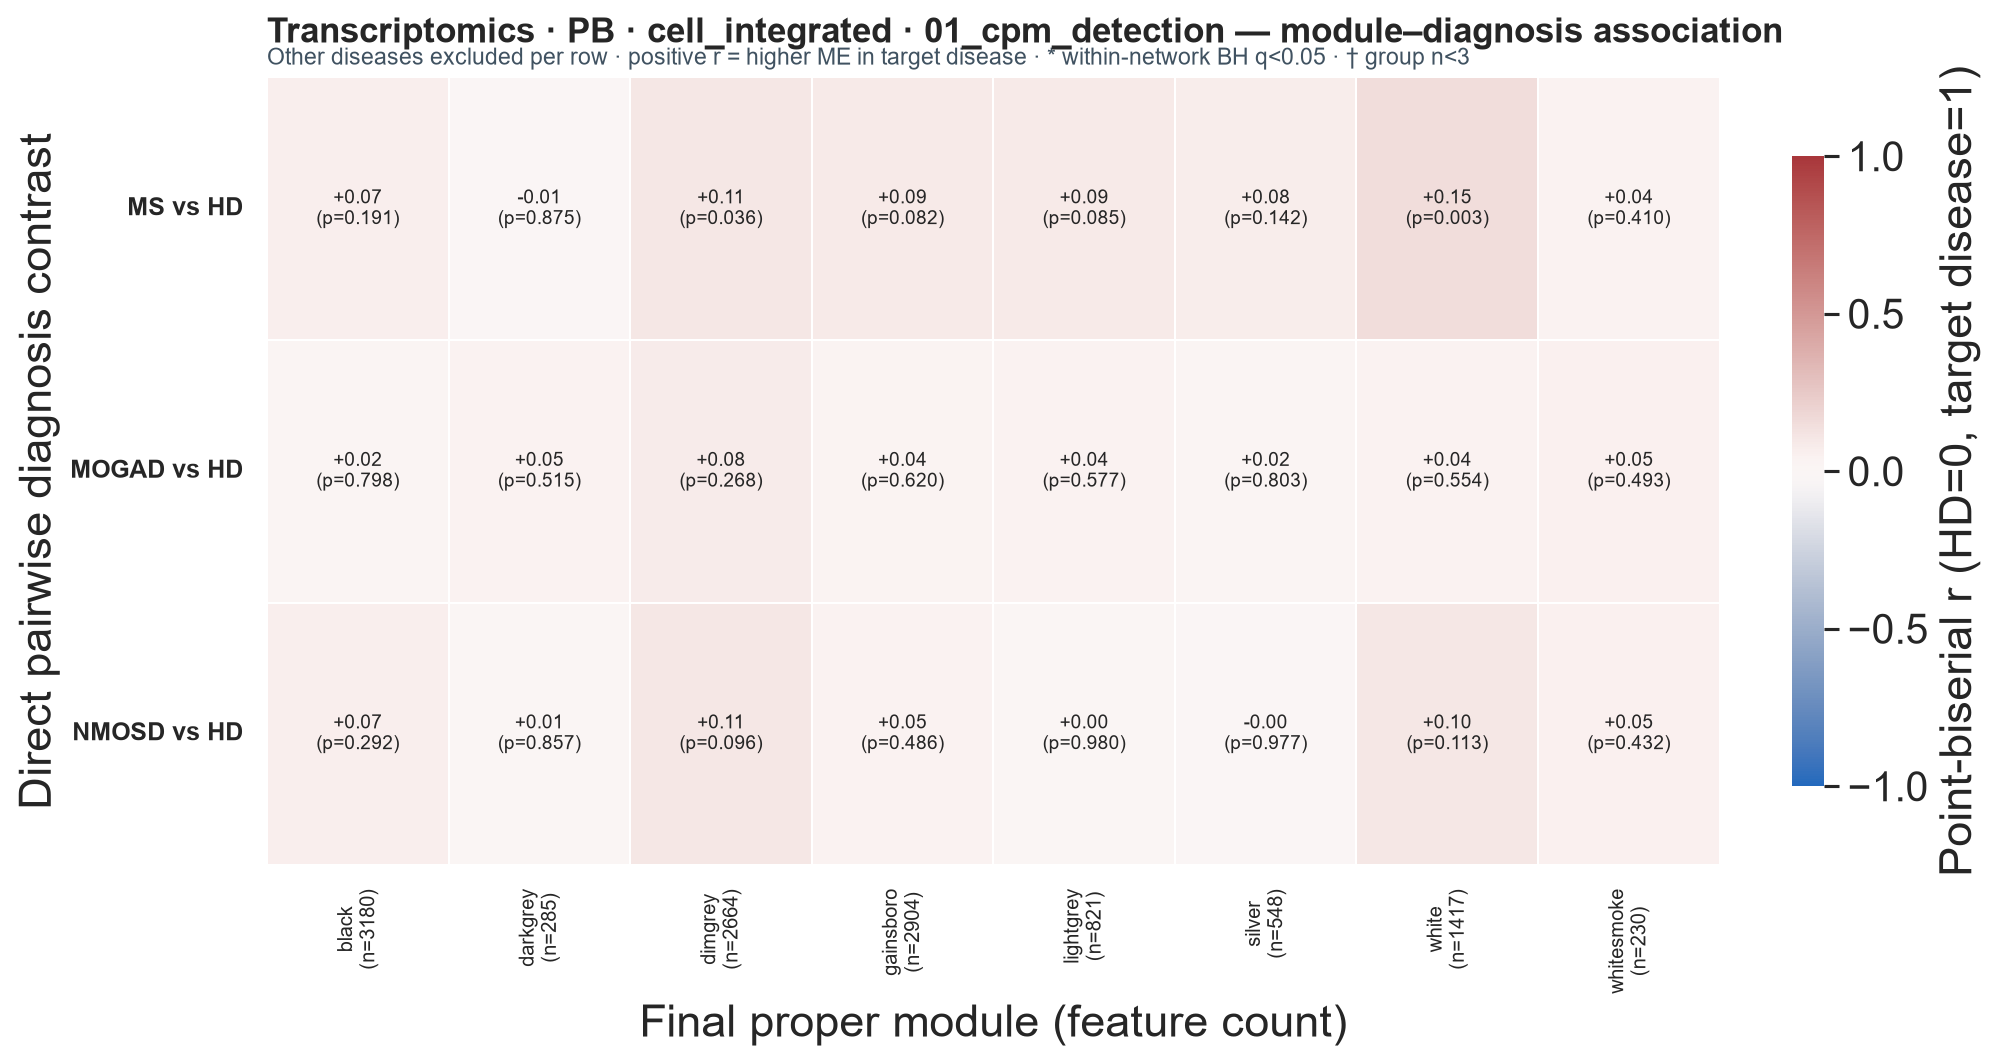 Transcriptomics · PB · cell_integrated · 01_cpm_detection — module–diagnosis association
Other diseases excluded per row · positive r = higher ME in target disease · * within-network BH q<0.05 · † group n<3
Direct pairwise diagnosis contrast
MS vs HD
+0.07
(p=0.191)
-0.01
(p=0.875)
+0.11
(p=0.036)
+0.09
(p=0.082)
+0.09
(p=0.085)
+0.08
(p=0.142)
+0.15
(p=0.003)
+0.04
(p=0.410)
MOGAD vs HD
+0.02
(p=0.798)
+0.05
(p=0.515)
+0.08
(p=0.268)
+0.04
(p=0.620)
+0.04
(p=0.577)
+0.02
(p=0.803)
+0.04
(p=0.554)
+0.05
(p=0.493)
NMOSD vs HD
+0.07
(p=0.292)
+0.01
(p=0.857)
+0.11
(p=0.096)
+0.05
(p=0.486)
+0.00
(p=0.980)
-0.00
(p=0.977)
+0.10
(p=0.113)
+0.05
(p=0.432)
black
(n=3180)
darkgrey
(n=285)
dimgrey
(n=2664)
gainsboro
(n=2904)
lightgrey
(n=821)
silver
(n=548)
white
(n=1417)
whitesmoke
(n=230)
Final proper module (feature count)
1.0
0.5
0.0
−0.5
−1.0
Point-biserial r (HD=0, target disease=1)